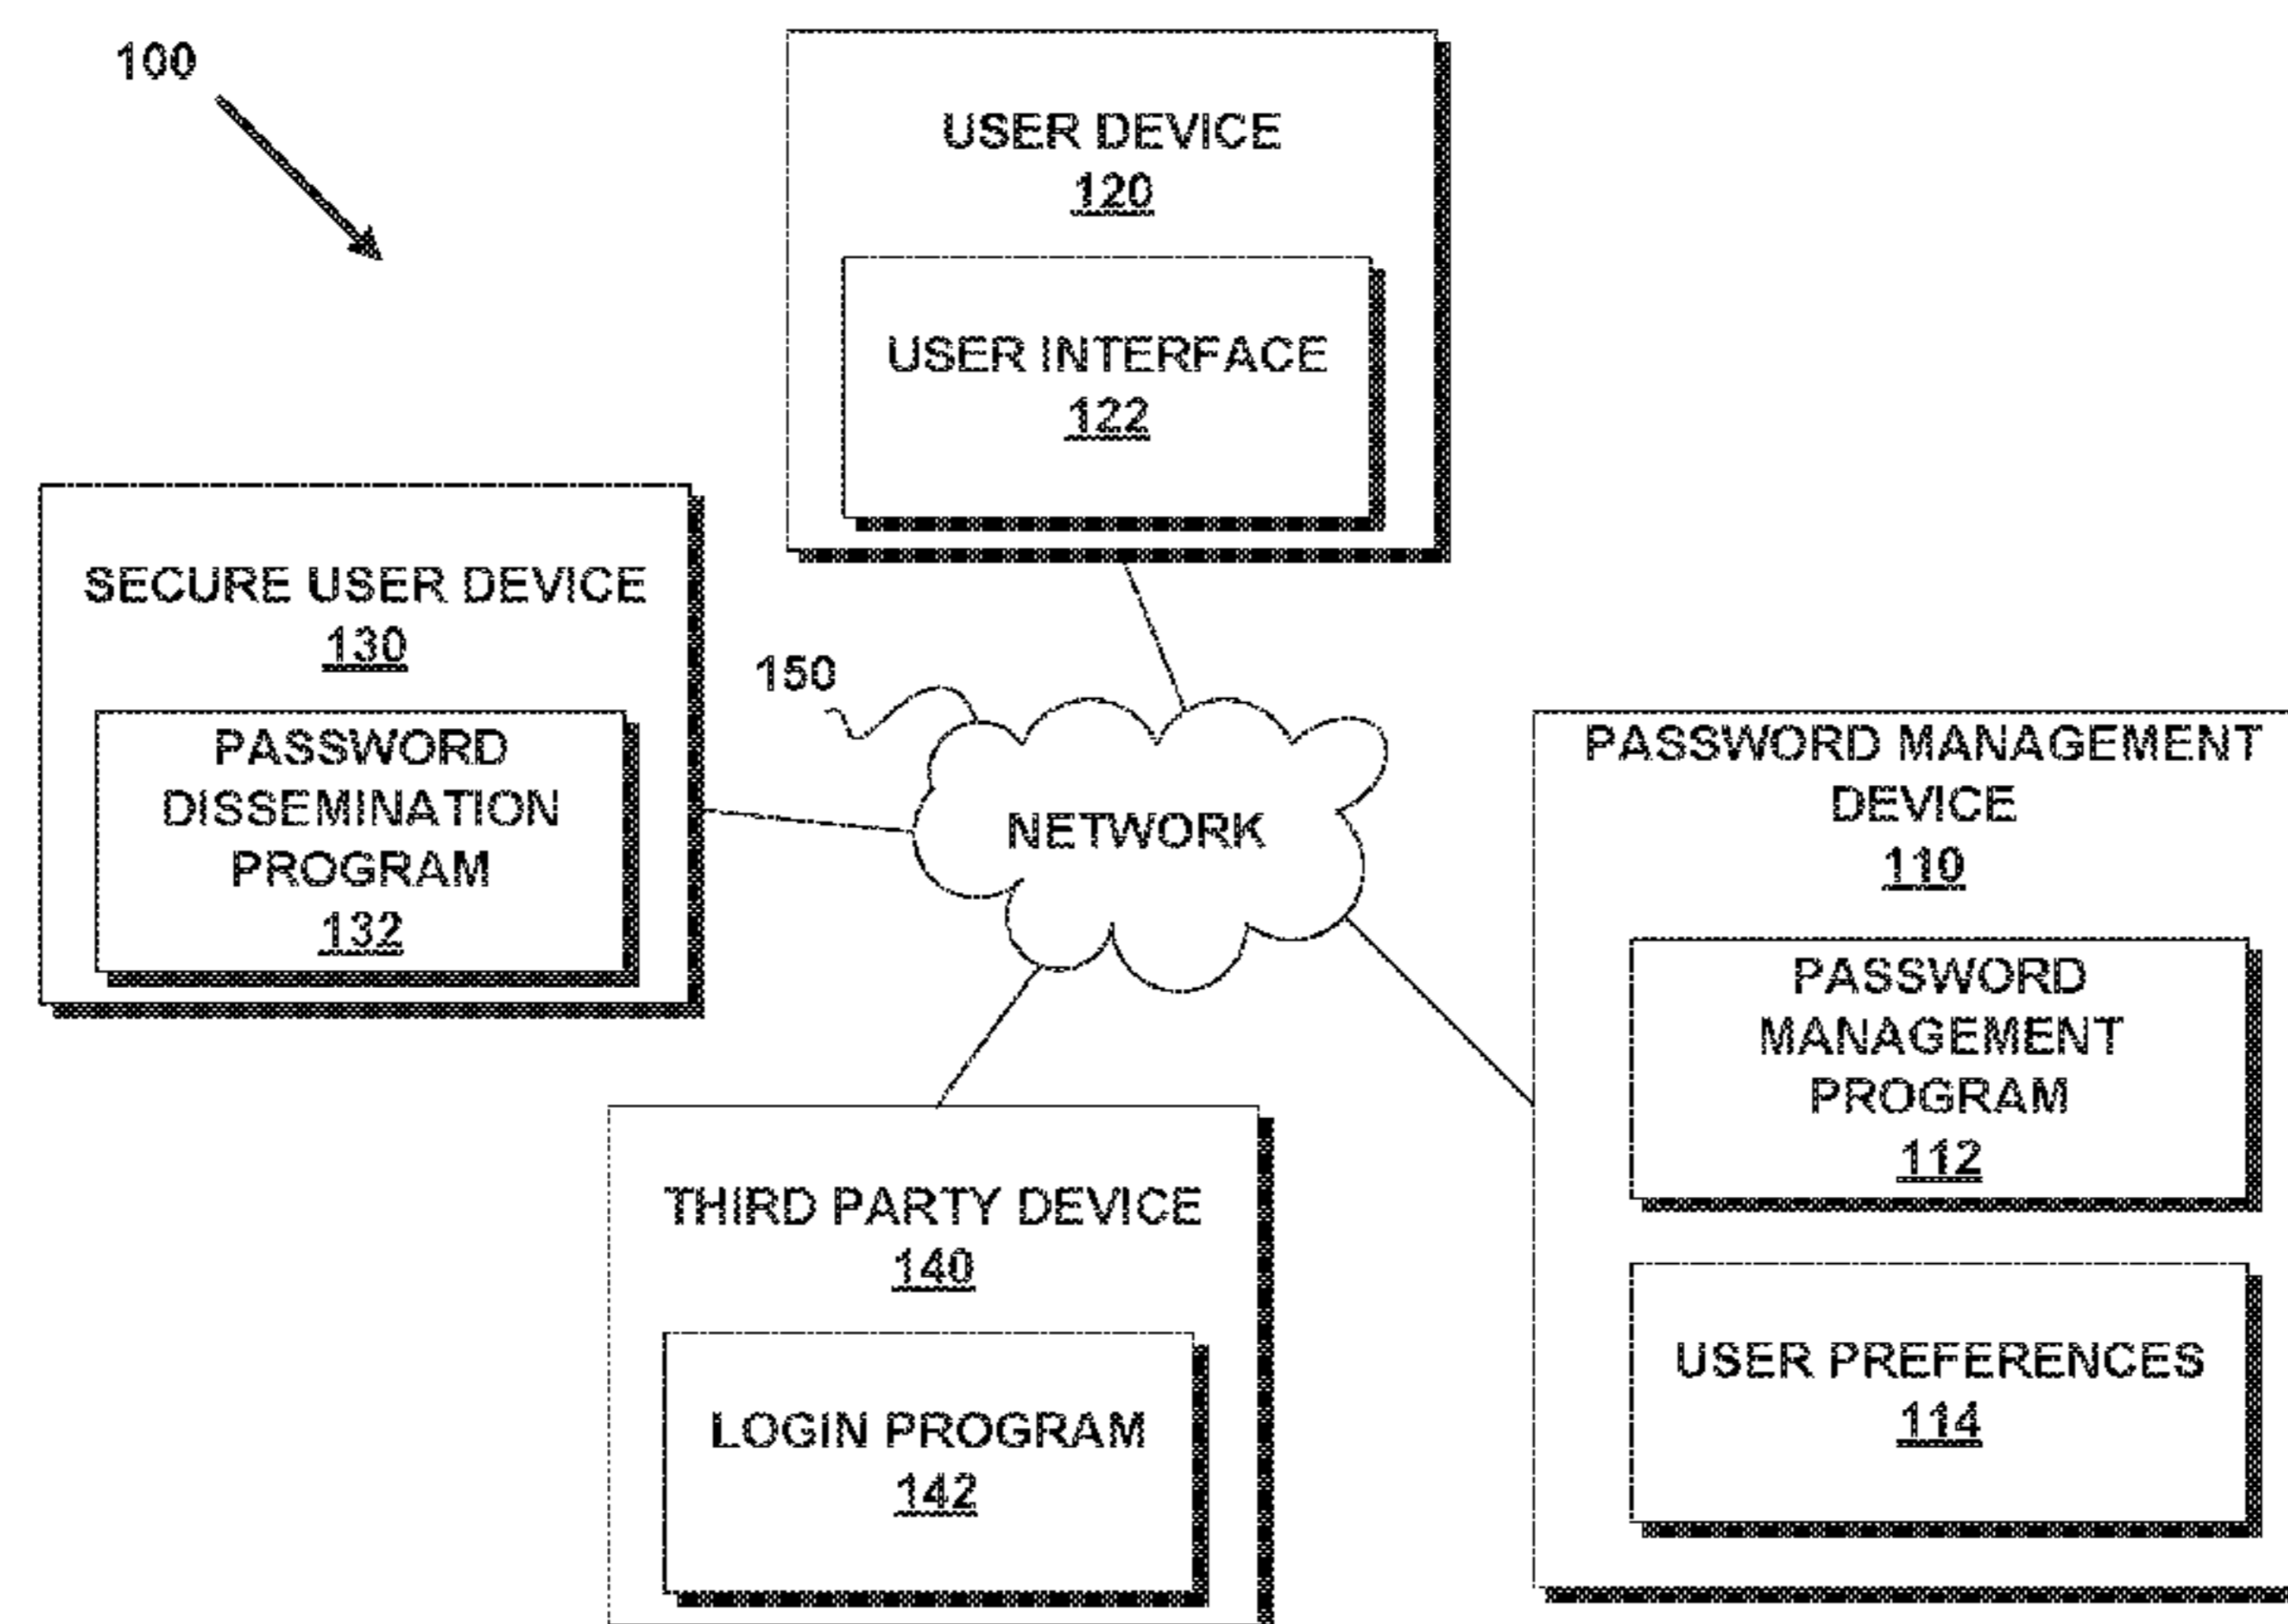 100
USER DEVICE
120
USER INTERFACE
122
SECURE USER DEVICE
130
PASSWORD
DISSEMINATION
PROGRAM
132
150
NETWORK
PASSWORD MANAGEMENT
DEVICE
110
PASSWORD
MANAGEMENT
PROGRAM
112
USER PREFERENCES
114
THIRD PARTY DEVICE
140
LOGIN PROGRAM
142